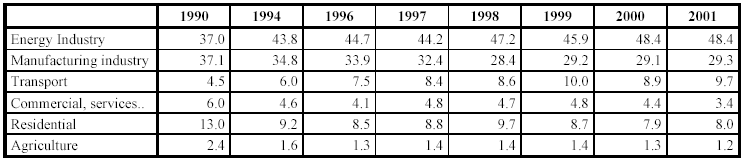 1990 1994 1996 1997 1998 1999 2000 2001
Energy Industry 37.0 43.8 44.7 44.2 47.2 45.9 48.4 48.4
Manufacturing industry 37.1 34.8 33.9 32.4 28.4 29.2 29.1 29.3
Transport 4.5 6.0 7.5 8.4 8.6 10.0 8.9 9.7
Commercial, services.. 6.0 4.6 4.1 4.8 4.7 4.8 4.4 3.4
Residential 13.0 9.2 8.5 8.8 9.7 8.7 7.9 8.0
Agriculture 2.4 1.6 1.3 1.4 1.4 1.4 1.3 1.2